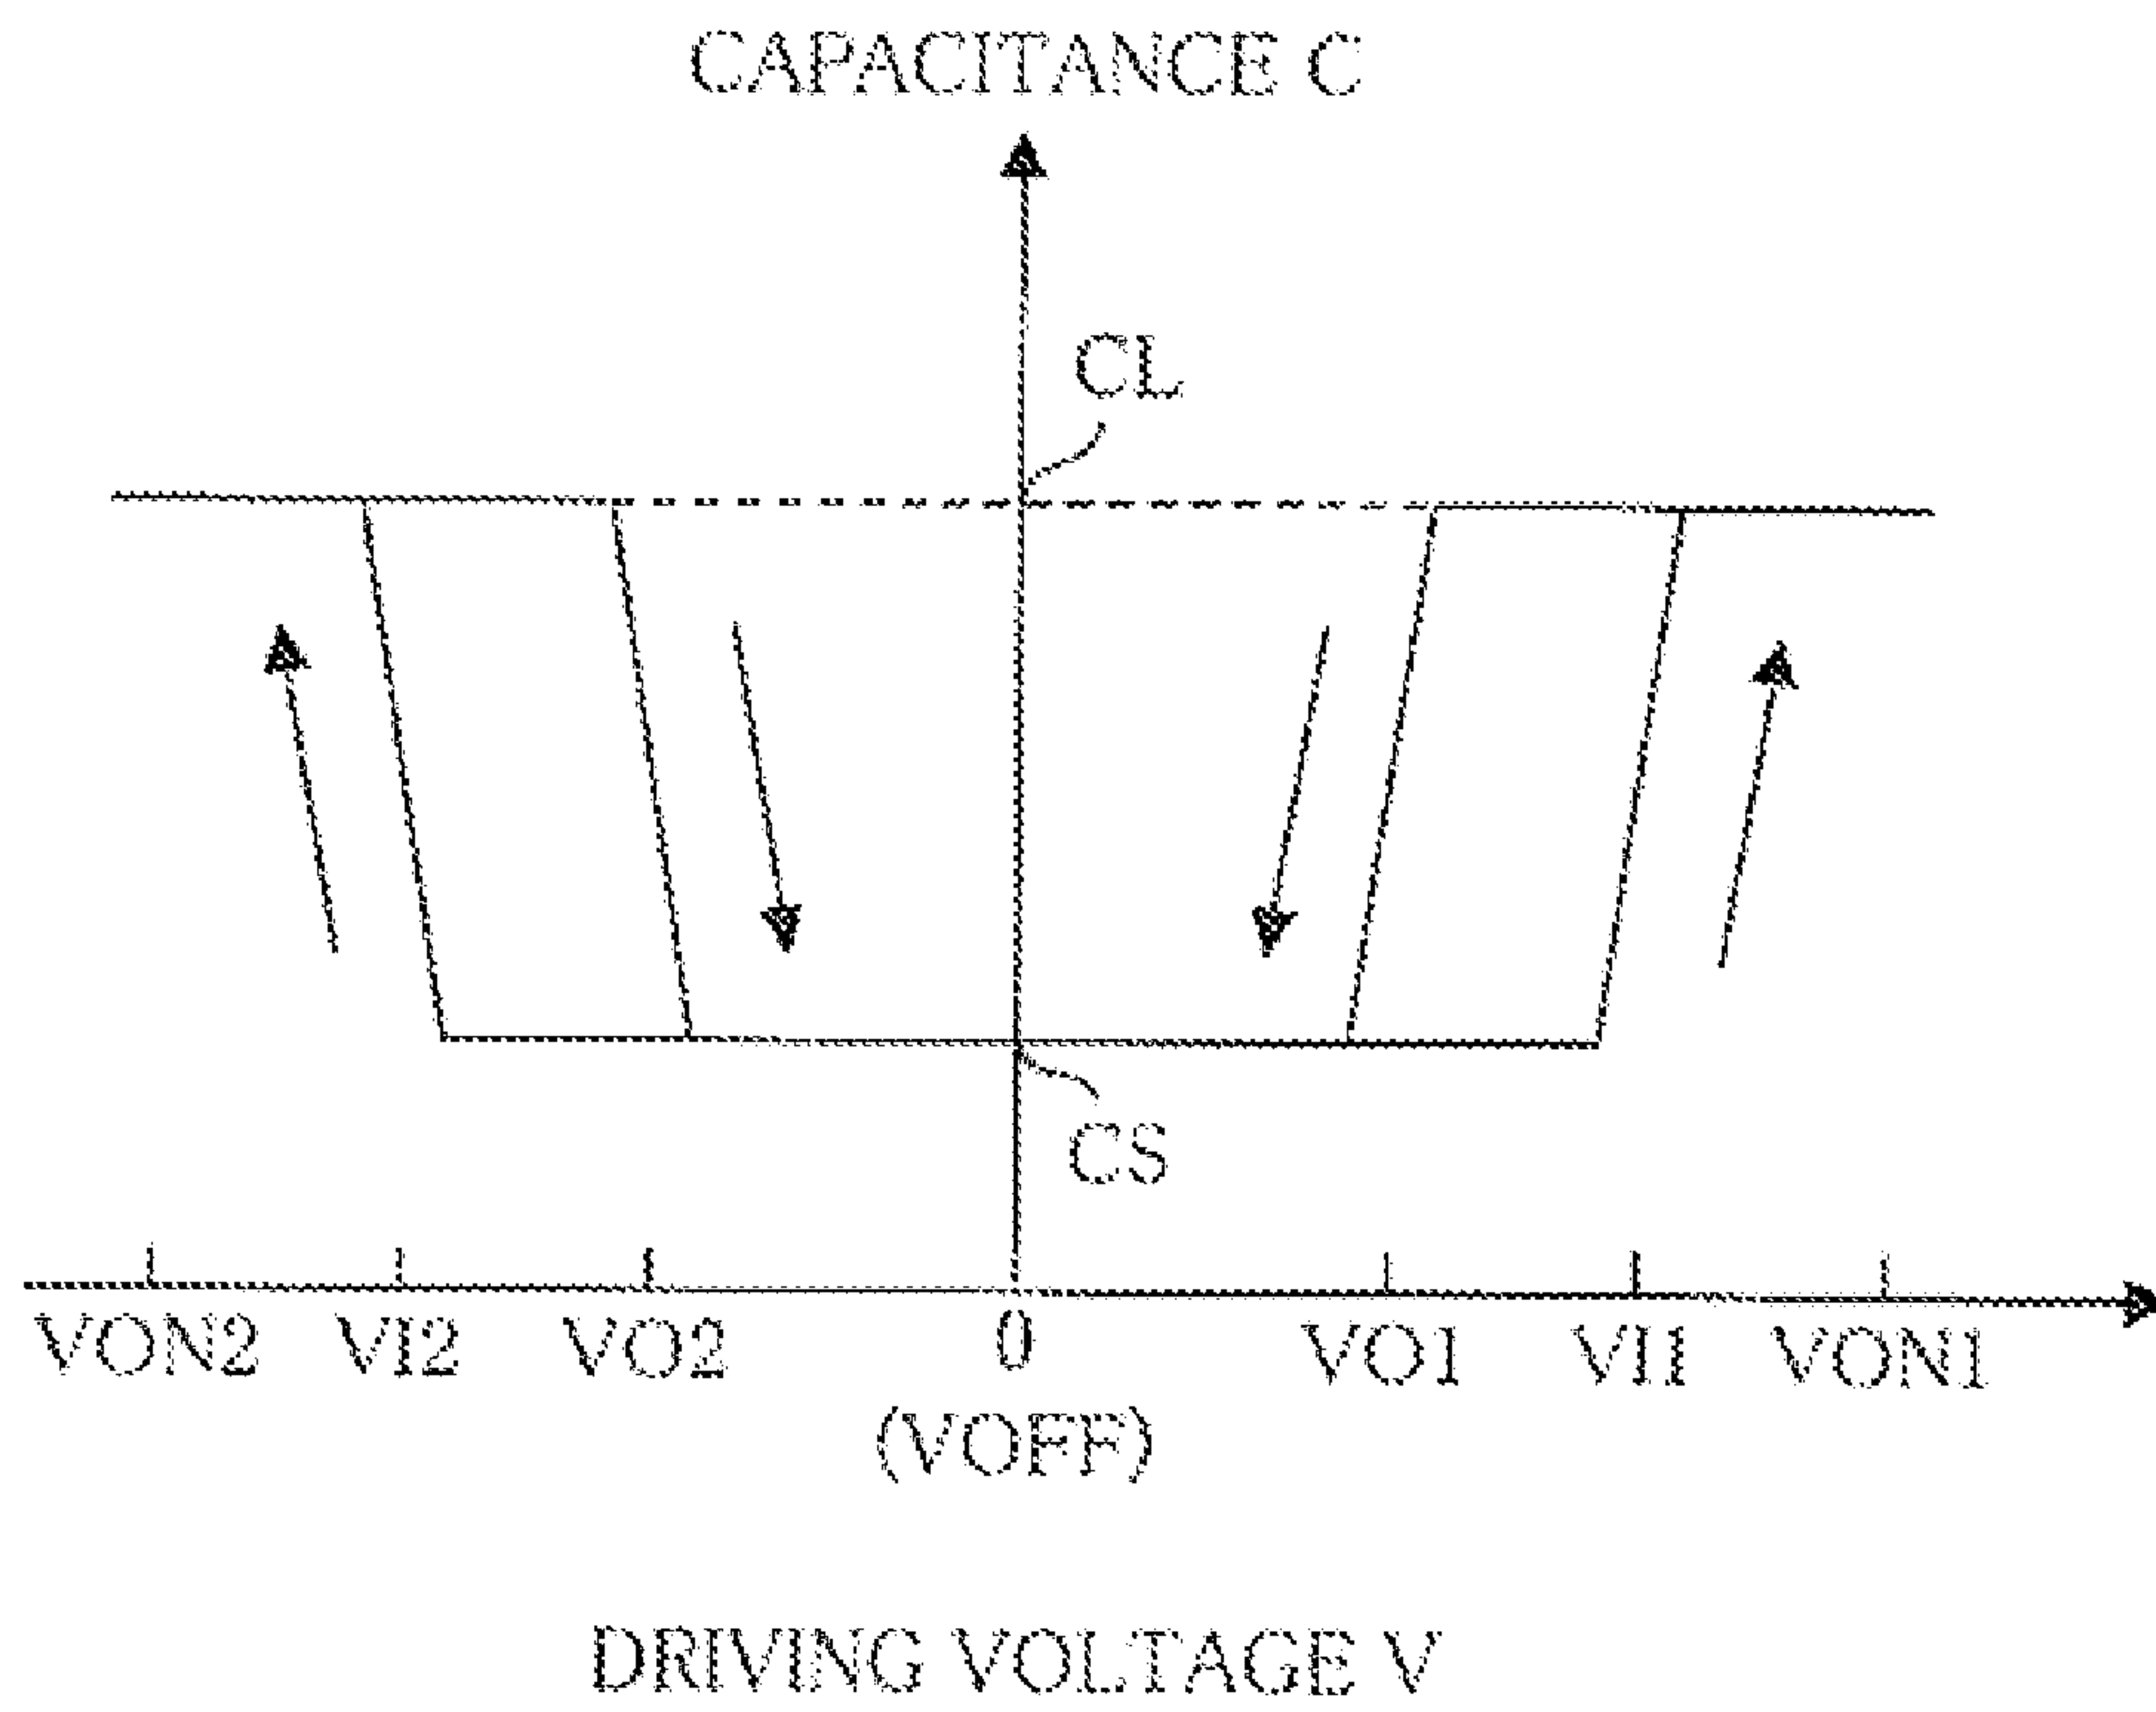 CAPACITANCE C
CL
CS
VON2 VI2 VO2 0 VO1 VI1 VON1
(VOFF)
DRIVING VOLTAGE V